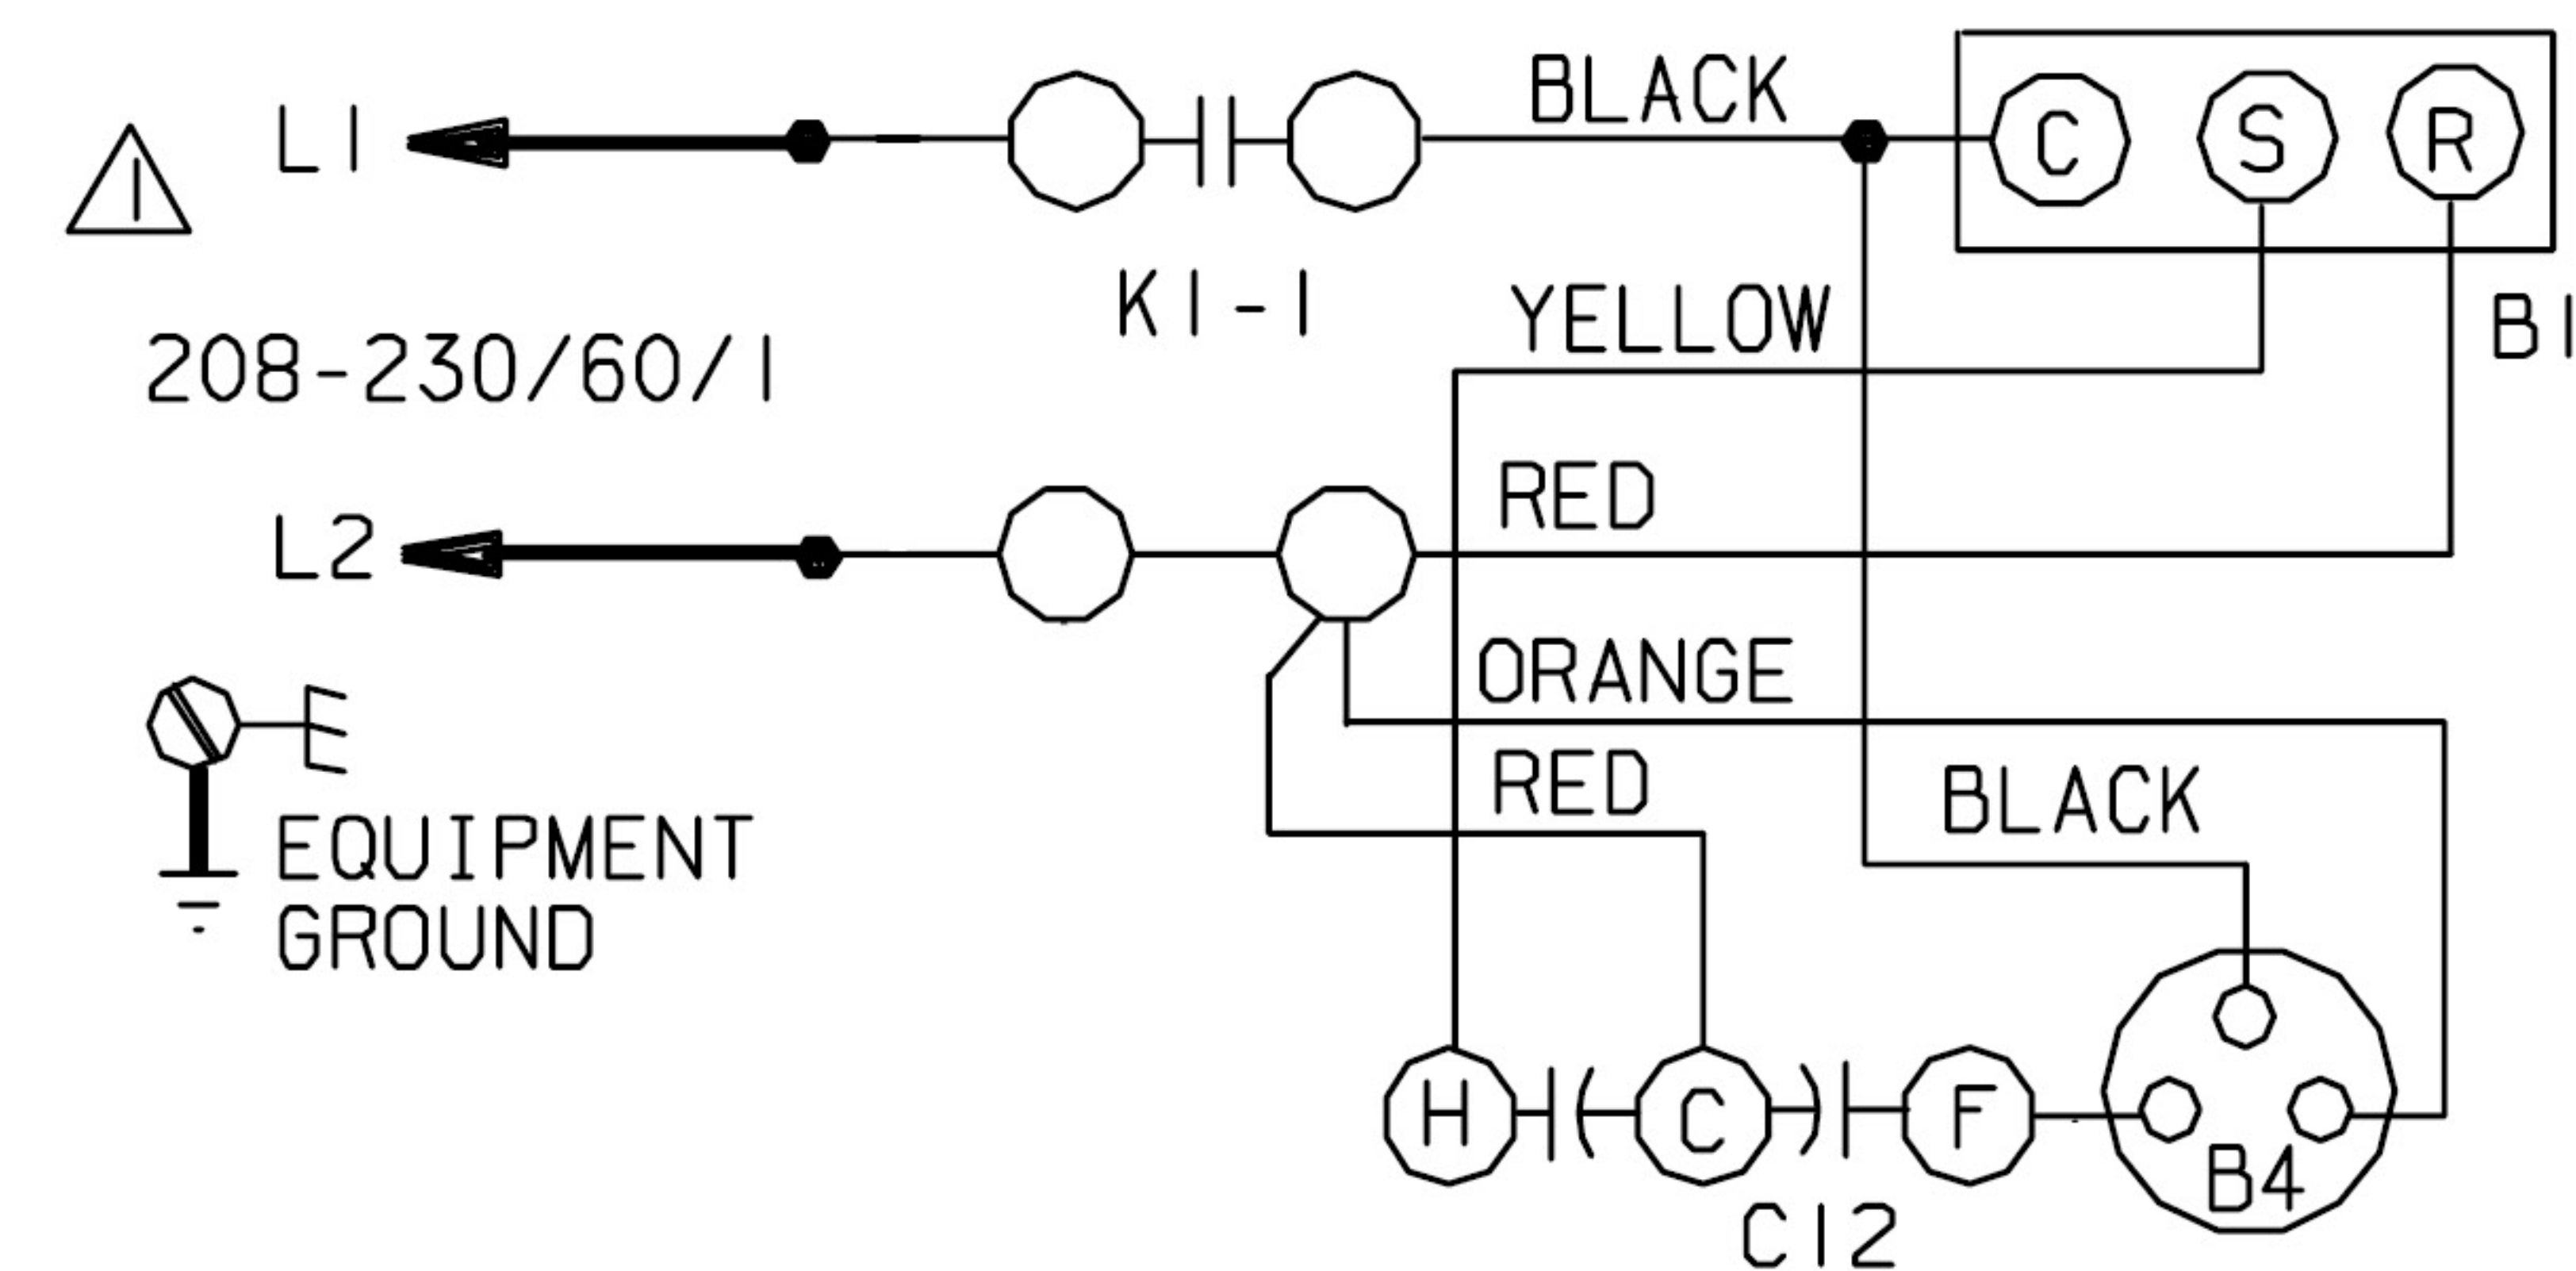 L1
BLACK
C S R
1
K1-1
B1
208-230/60/1
YELLOW
L2
RED
ORANGE
RED
BLACK
EQUIPMENT
GROUND
H C F
B4
C12